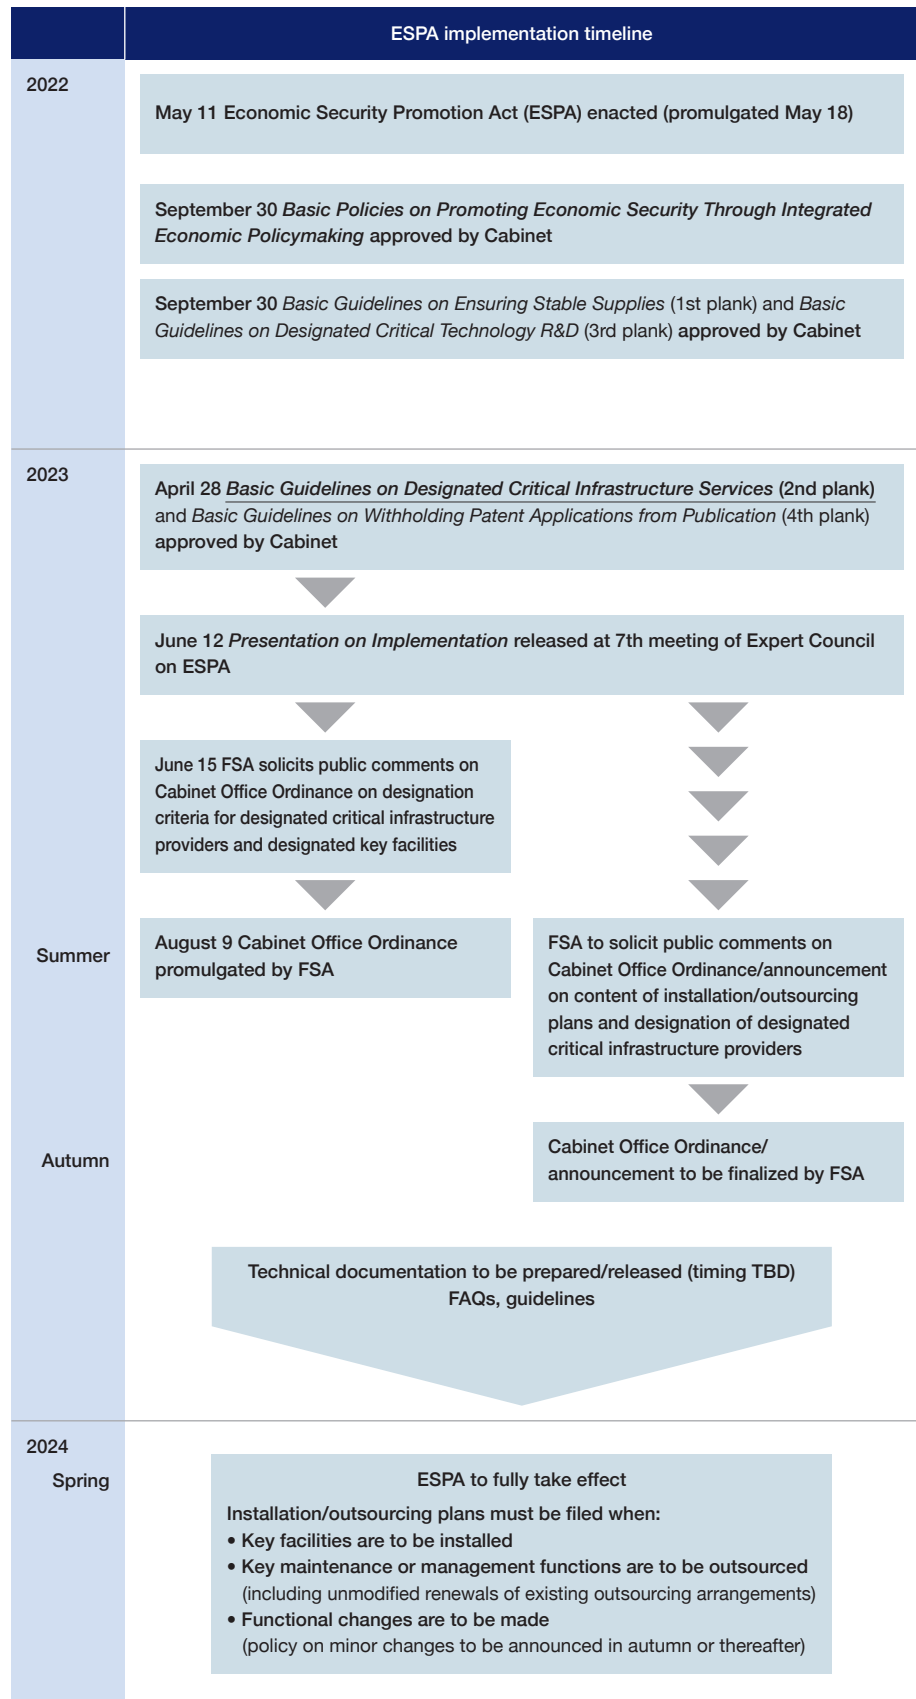 ESPA implementation timeline
2022
May 11 Economic Security Promotion Act (ESPA) enacted (promulgated May 18)
September 30 Basic Policies on Promoting Economic Security Through Integrated
Economic Policymaking approved by Cabinet
September 30 Basic Guidelines on Ensuring Stable Supplies (1st plank) and Basic
Guidelines on Designated Critical Technology R&D (3rd plank) approved by Cabinet
2023
April 28 Basic Guidelines on Designated Critical Infrastructure Services (2nd plank)
and Basic Guidelines on Withholding Patent Applications from Publication (4th plank)
approved by Cabinet
June 12 Presentation on Implementation released at 7th meeting of Expert Council
on ESPA
June 15 FSA solicits public comments on
Cabinet Office Ordinance on designation
criteria for designated critical infrastructure
providers and designated key facilities
Summer
August 9 Cabinet Office Ordinance
promulgated by FSA
FSA to solicit public comments on
Cabinet Office Ordinance/announcement
on content of installation/outsourcing
plans and designation of designated
critical infrastructure providers
Autumn
Cabinet Office Ordinance/
announcement to be finalized by FSA
Technical documentation to be prepared/released (timing TBD)
FAQs, guidelines
2024
Spring
ESPA to fully take effect
Installation/outsourcing plans must be filed when:
• Key facilities are to be installed
• Key maintenance or management functions are to be outsourced
(including unmodified renewals of existing outsourcing arrangements)
• Functional changes are to be made
(policy on minor changes to be announced in autumn or thereafter)